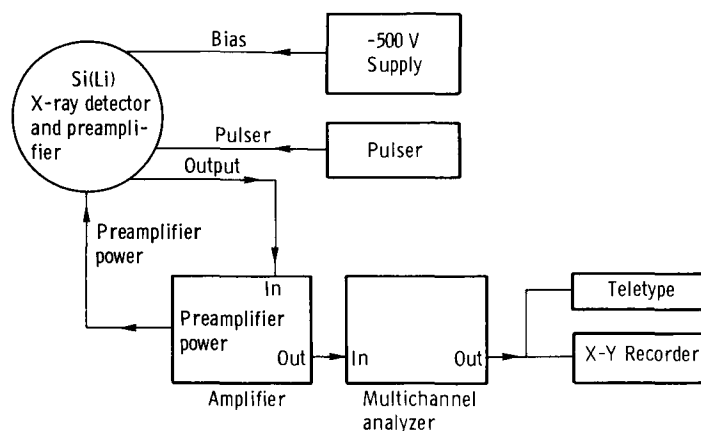 Bias
-500 V
Supply
Si(Li)
X-ray detector
and preampli-
fier
Pulser
Pulser
Output
Preamplifier
power
In
Preamplifier
power
Out
Amplifier
In
Out
Multichannel
analyzer
Teletype
X-Y Recorder